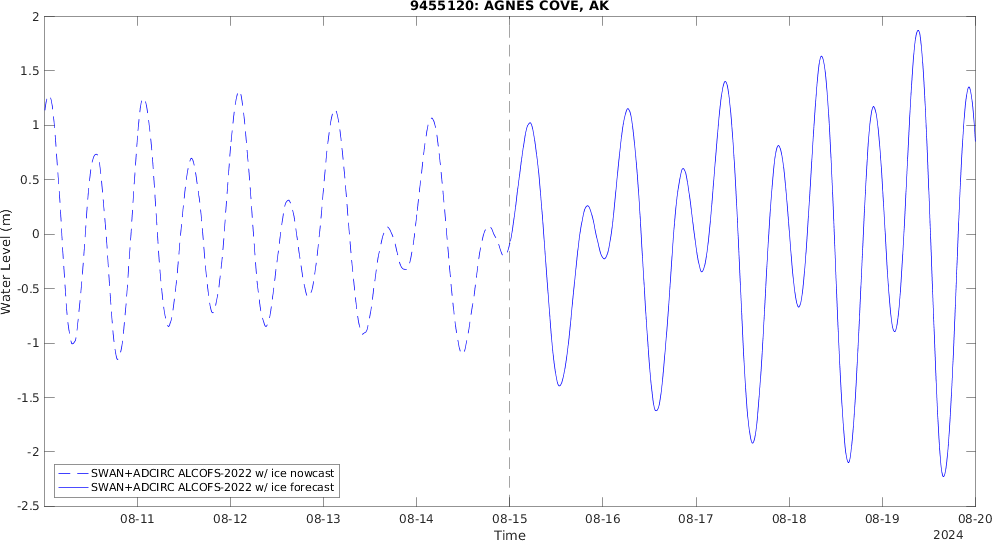 9455120: AGNES COVE, AK
2
1.5
1
0.5
0
-0.5
-1
-1.5
-2
-2.5
Water Level (m)
SWAN+ADCIRC ALCOFS-2022 w/ ice nowcast
SWAN+ADCIRC ALCOFS-2022 w/ ice forecast
08-11 08-12 08-13 08-14 08-15 08-16 08-17 08-18 08-19 08-20
Time
2024